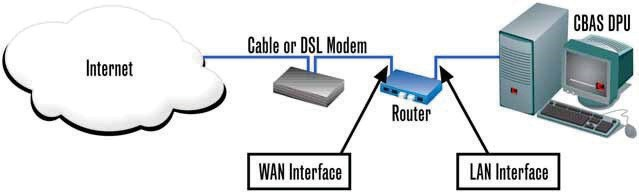 CBAS DPU
Cable or DSL Modem
Internet
Router
WAN Interface
LAN Interface